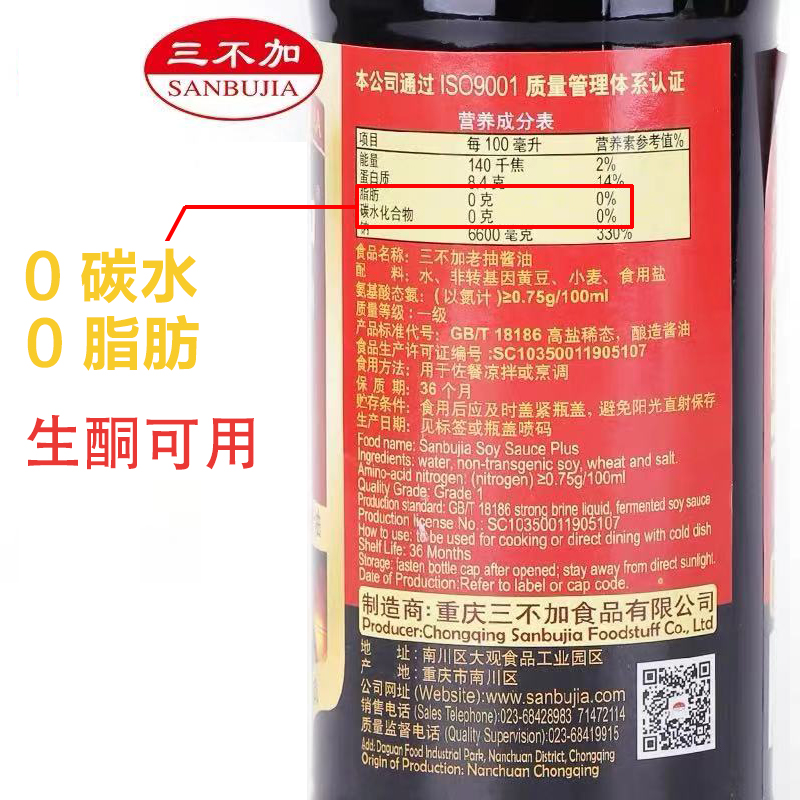 三不加
SANBUJIA
本公司通过 ISO9001 质量管理体系认证
营养成分表
项目 每 100 毫升 营养素参考值%
能量 140 千焦 2%
蛋白质 8.4 克 14%
脂肪 0 克 0%
碳水化合物 0 克 0%
钠 6600 毫克 330%
0 碳水
0 脂肪
生酮可用
食品名称: 三不加老抽酱油
配 料: 水、非转基因黄豆、小麦、食用盐
氨基酸态氮: (以氮计)≥0.75g/100ml
质量等级: 一级
产品标准代号: GB/T 18186 高盐稀态, 酿造酱油
食品生产许可证编号:SC10350011905107
食用方法: 用于佐餐凉拌或烹调
保 质 期: 36 个月
贮存条件: 食用后应及时盖紧瓶盖, 避免阳光直射保存
生产日期: 见标签或瓶盖喷码
Food name: Sanbujia Soy Sauce Plus
Ingredients: water, non-transgenic soy, wheat and salt.
Amino-acid nitrogen: (nitrogen) ≥0.75g/100ml
Quality Grade: Grade 1
Production standard: GB/T 18186 strong brine liquid, fermented soy sauce
Production license No.: SC10350011905107
How to use: to be used for cooking or direct dining with cold dish
Shelf Life: 36 Months
Storage: fasten bottle cap after opened; stay away from direct sunlight.
Date of Production:Refer to label or cap code.
制造商: 重庆三不加食品有限公司
Producer:Chongqing Sanbujia Foodstuff Co., Ltd
地 址: 南川区大观食品工业园区
产 地: 重庆市南川区
公司网址 (Website):www.sanbujia.com
销售电话 (Sales Telephone):023-68428983 71472114
质量监督电话 (Quality Supervision):023-68419915
Add: Daguan Food Industrial Park, Nanchuan District, Chongqing
Origin of Production: Nanchuan Chongqing